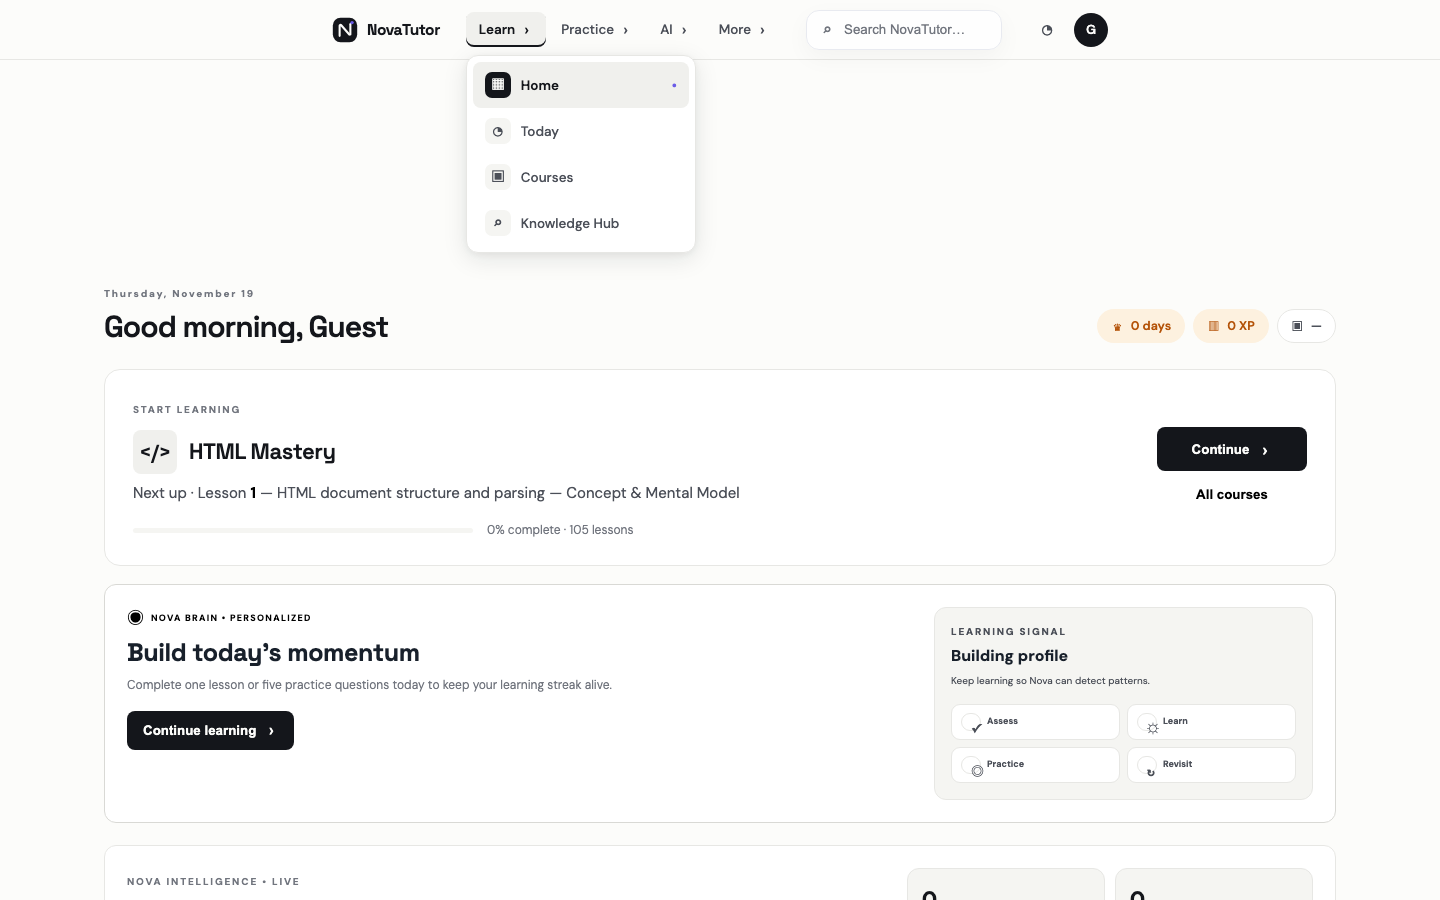 NovaTutor
Learn ›
Practice ›
AI ›
More ›
Search NovaTutor...
G
Home
Today
Courses
Knowledge Hub
Thursday, November 19
Good morning, Guest
0 days
0 XP
—
START LEARNING
</> HTML Mastery
Next up · Lesson 1 — HTML document structure and parsing — Concept & Mental Model
0% complete · 105 lessons
Continue ›
All courses
NOVA BRAIN • PERSONALIZED
Build today's momentum
Complete one lesson or five practice questions today to keep your learning streak alive.
Continue learning ›
LEARNING SIGNAL
Building profile
Keep learning so Nova can detect patterns.
Assess
Learn
Practice
Revisit
NOVA INTELLIGENCE • LIVE
0
0